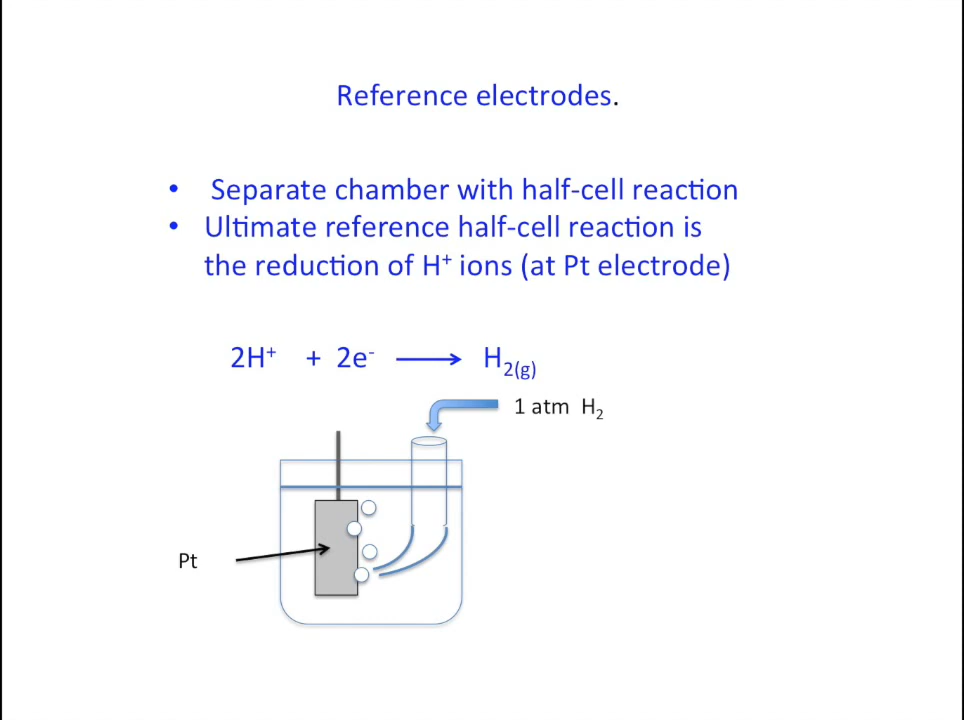 Reference electrodes.
• Separate chamber with half-cell reaction
• Ultimate reference half-cell reaction is
the reduction of H⁺ ions (at Pt electrode)
2H⁺ + 2e⁻ ⟶ H₂₍g₎
1 atm H₂
Pt